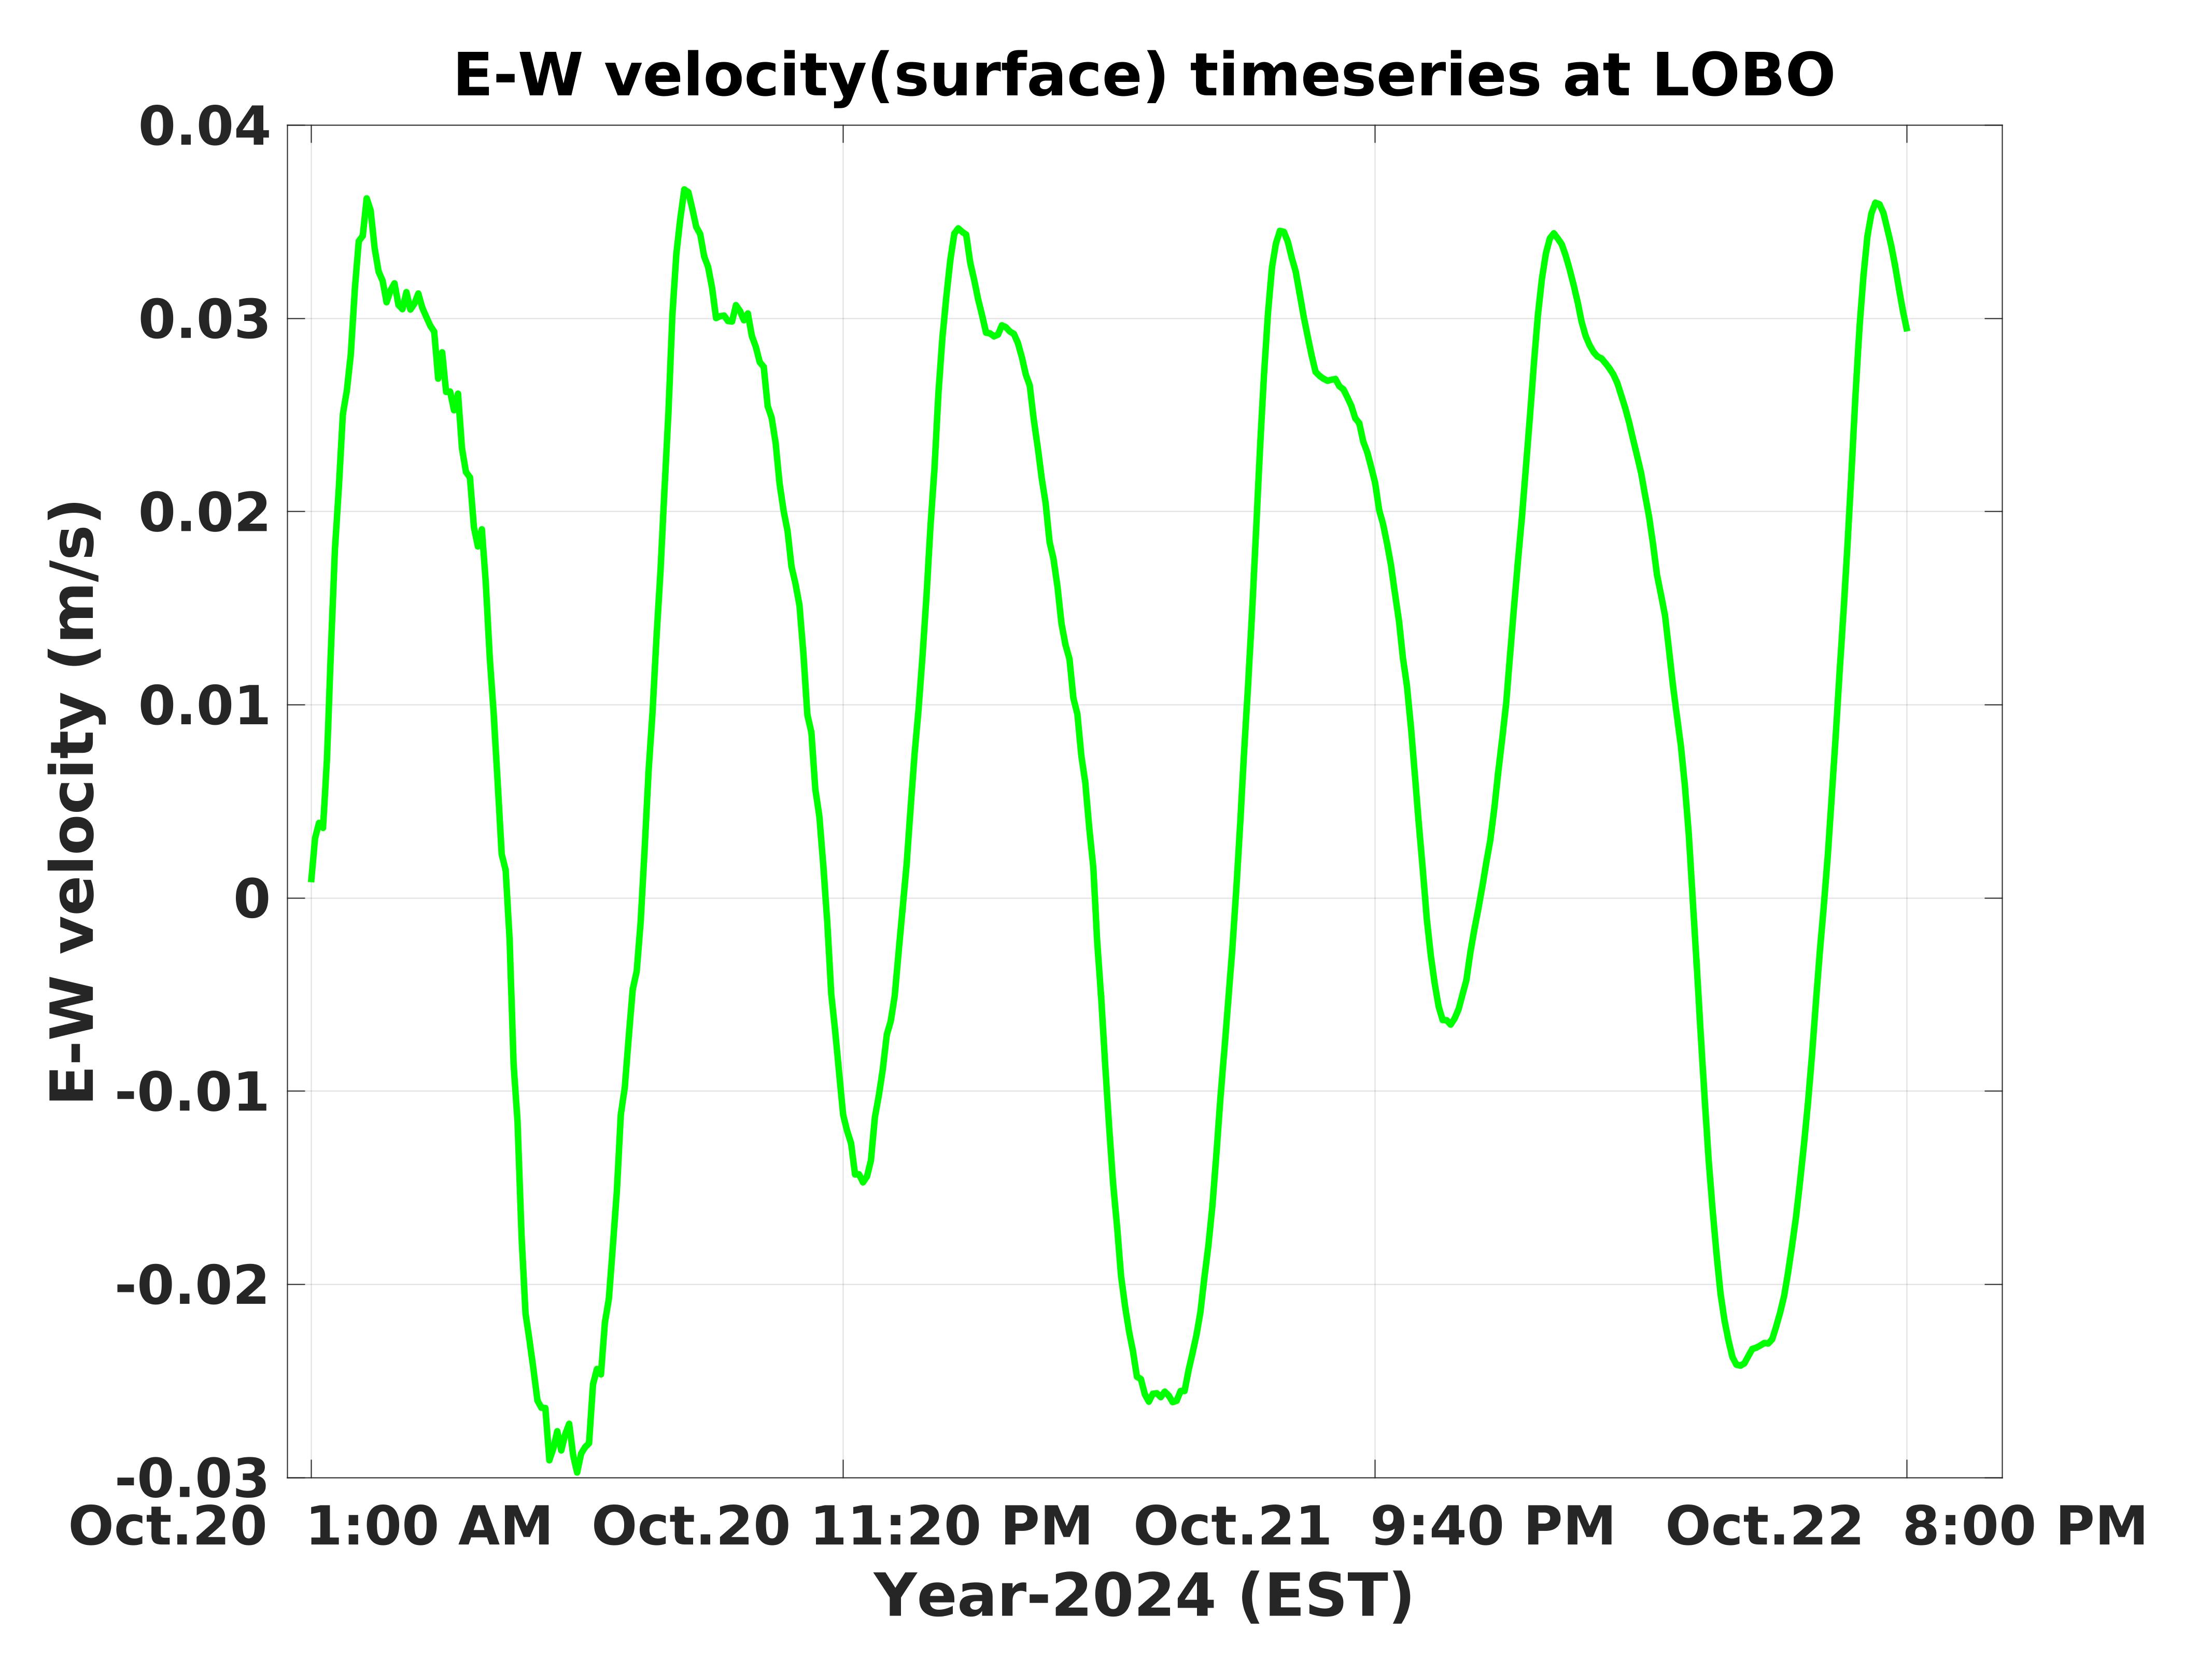 E-W velocity(surface) timeseries at LOBO
E-W velocity (m/s)
0.04
0.03
0.02
0.01
0
-0.01
-0.02
-0.03
Oct.20 1:00 AM Oct.20 11:20 PM Oct.21 9:40 PM Oct.22 8:00 PM
Year-2024 (EST)